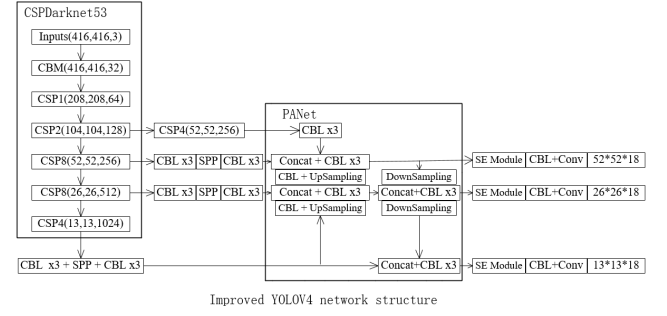 CSPDarknet53
Inputs(416,416,3)
CBM(416,416,32)
CSP1(208,208,64)
PANet
CSP2(104,104,128) CSP4(52,52,256) CBL x3
CSP8(52,52,256) CBL x3 SPP CBL x3 Concat + CBL x3 SE Module CBL+Conv 52*52*18
CBL + UpSampling DownSampling
CSP8(26,26,512) CBL x3 SPP CBL x3 Concat + CBL x3 Concat+CBL x3 SE Module CBL+Conv 26*26*18
CBL + UpSampling DownSampling
CSP4(13,13,1024)
CBL x3 + SPP + CBL x3 Concat+CBL x3 SE Module CBL+Conv 13*13*18
Improved YOLOV4 network structure